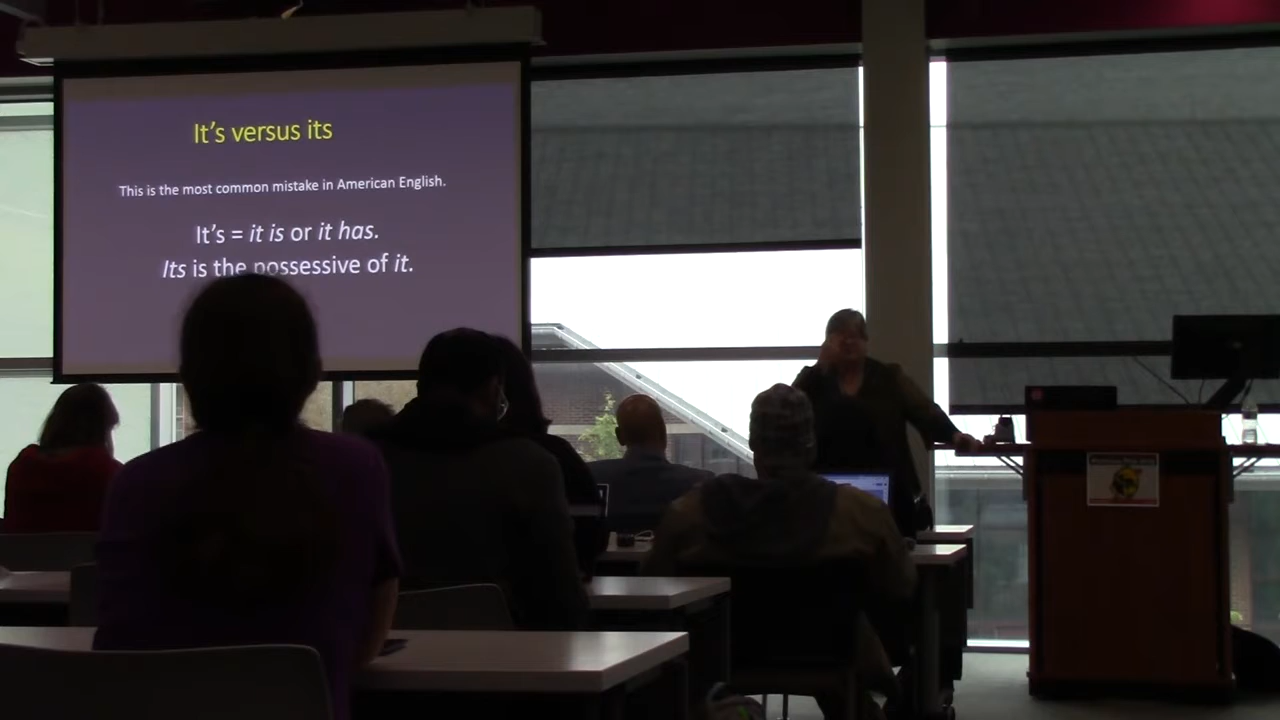 It's versus its
This is the most common mistake in American English.
It's = it is or it has.
Its is the possessive of it.